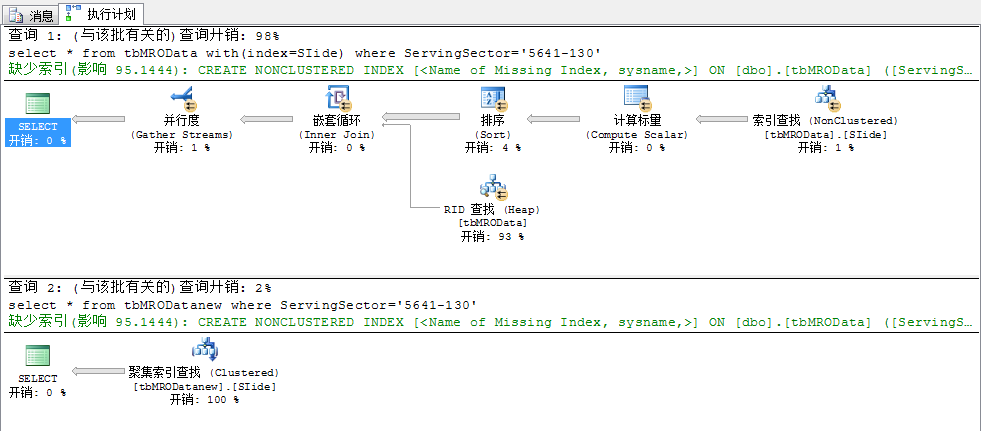 消息
执行计划
查询 1: (与该批有关的)查询开销: 98%
select * from tbMROData with(index=SIide) where ServingSector='5641-130'
缺少索引(影响 95.1444): CREATE NONCLUSTERED INDEX [<Name of Missing Index, sysname,>] ON [dbo].[tbMROData] ([ServingS...
SELECT
开销: 0 %
并行度
(Gather Streams)
开销: 1 %
嵌套循环
(Inner Join)
开销: 0 %
排序
(Sort)
开销: 4 %
计算标量
(Compute Scalar)
开销: 0 %
索引查找 (NonClustered)
[tbMROData].[SIide]
开销: 1 %
RID 查找 (Heap)
[tbMROData]
开销: 93 %
查询 2: (与该批有关的)查询开销: 2%
select * from tbMRODatanew where ServingSector='5641-130'
缺少索引(影响 95.1444): CREATE NONCLUSTERED INDEX [<Name of Missing Index, sysname,>] ON [dbo].[tbMROData] ([ServingS...
SELECT
开销: 0 %
聚集索引查找 (Clustered)
[tbMRODatanew].[SIide]
开销: 100 %